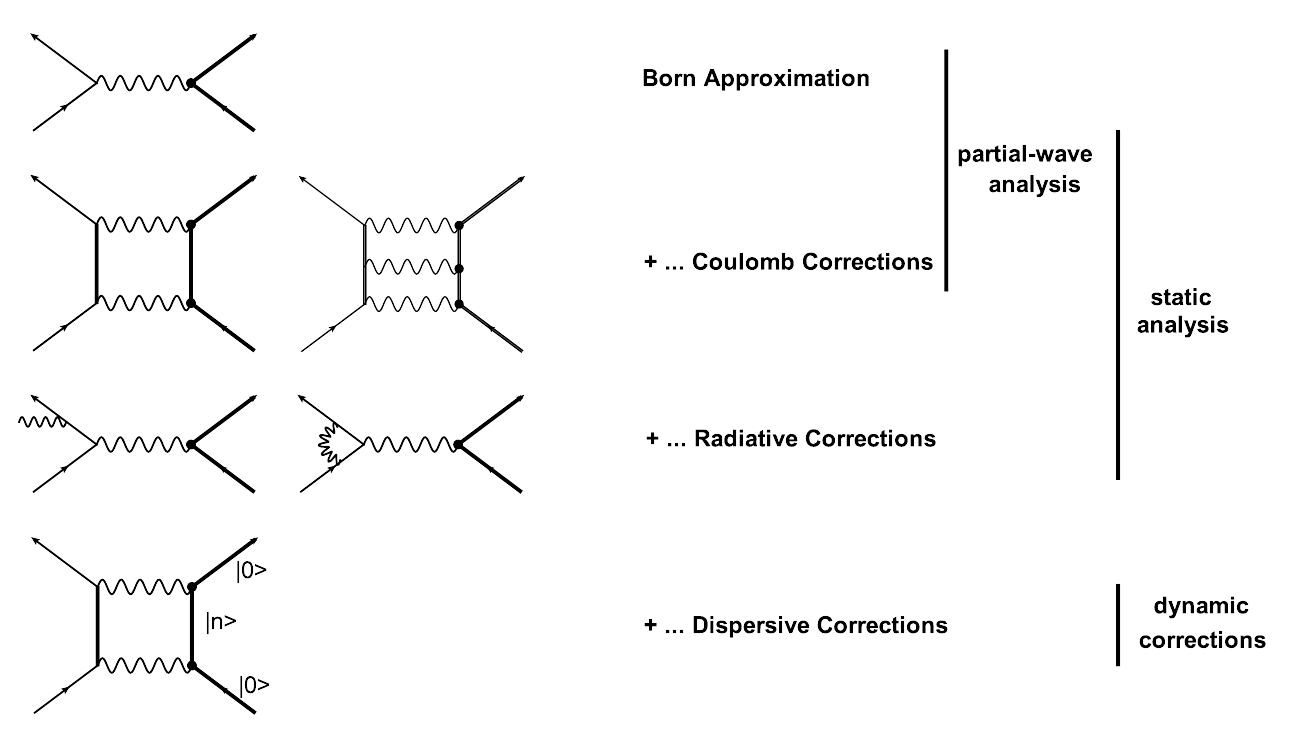 Born Approximation
partial-wave
analysis
+ ... Coulomb Corrections
static
analysis
+ ... Radiative Corrections
|0>
|n>
|0>
+ ... Dispersive Corrections
dynamic
corrections